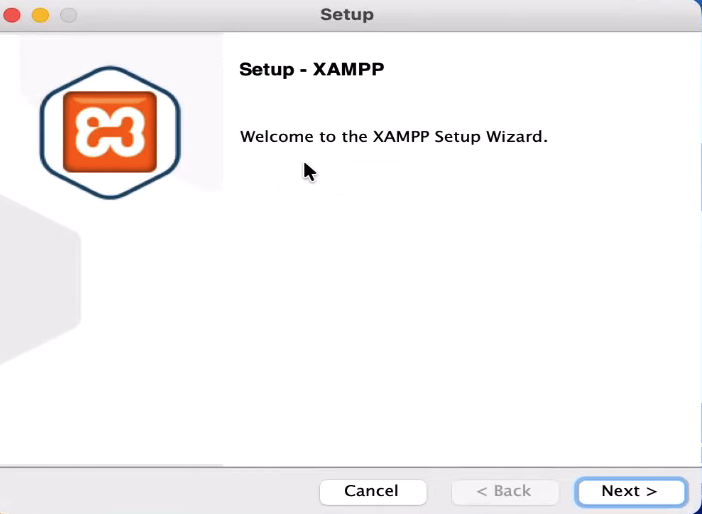 Setup
Setup - XAMPP
Welcome to the XAMPP Setup Wizard.
Cancel
< Back
Next >